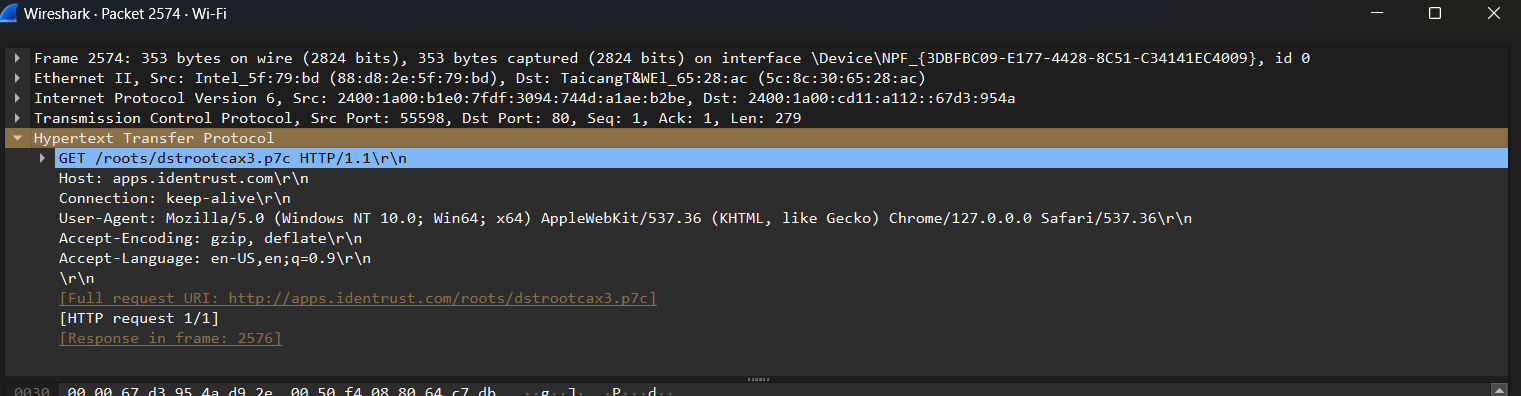 Wireshark · Packet 2574 · Wi-Fi
Frame 2574: 353 bytes on wire (2824 bits), 353 bytes captured (2824 bits) on interface \Device\NPF_{3DBFBC09-E177-4428-8C51-C34141EC4009}, id 0
Ethernet II, Src: Intel_5f:79:bd (88:d8:2e:5f:79:bd), Dst: TaicangT&WEl_65:28:ac (5c:8c:30:65:28:ac)
Internet Protocol Version 6, Src: 2400:1a00:b1e0:7fdf:3094:744d:a1ae:b2be, Dst: 2400:1a00:cd11:a112::67d3:954a
Transmission Control Protocol, Src Port: 55598, Dst Port: 80, Seq: 1, Ack: 1, Len: 279
Hypertext Transfer Protocol
GET /roots/dstrootcax3.p7c HTTP/1.1\r\n
Host: apps.identrust.com\r\n
Connection: keep-alive\r\n
User-Agent: Mozilla/5.0 (Windows NT 10.0; Win64; x64) AppleWebKit/537.36 (KHTML, like Gecko) Chrome/127.0.0.0 Safari/537.36\r\n
Accept-Encoding: gzip, deflate\r\n
Accept-Language: en-US,en;q=0.9\r\n
\r\n
[Full request URI: http://apps.identrust.com/roots/dstrootcax3.p7c]
[HTTP request 1/1]
[Response in frame: 2576]
0030 00 00 67 d3 95 4a d9 2e 00 50 f4 08 80 64 c7 db ··g··J·. ·P···d··